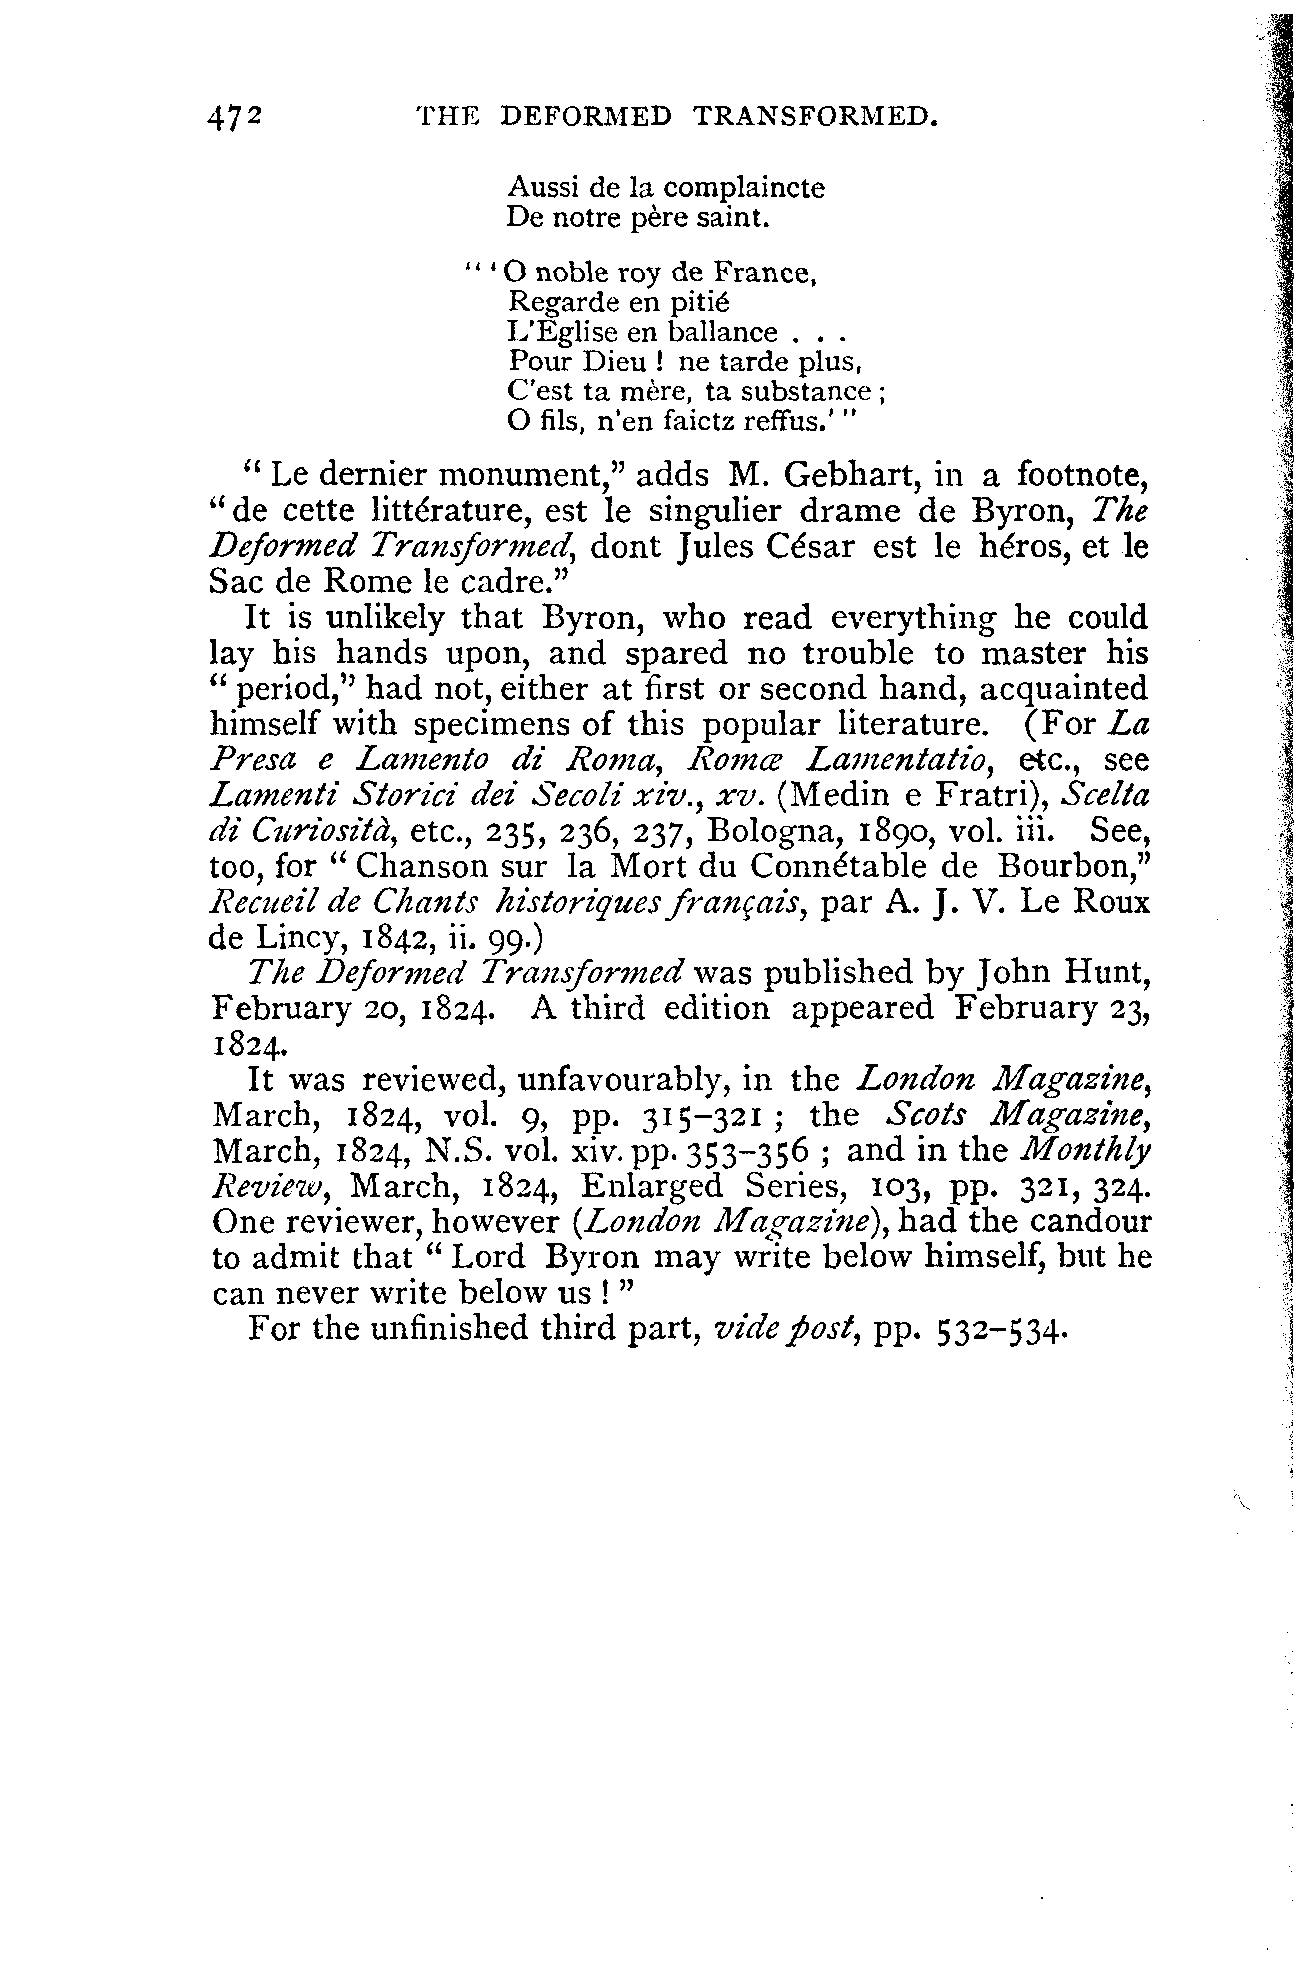 472 THE DEFORMED TRANSFORMED.
Aussi de la complaincte
De notre père saint.
“‘O noble roy de France,
Regarde en pitié
L'Eglise en ballance . . .
Pour Dieu ! ne tarde plus,
C'est ta mère, ta substance ;
O fils, n'en faictz reffus.’”
“ Le dernier monument,” adds M. Gebhart, in a footnote,
“ de cette littérature, est le singulier drame de Byron, The
Deformed Transformed, dont Jules César est le héros, et le
Sac de Rome le cadre.”
It is unlikely that Byron, who read everything he could
lay his hands upon, and spared no trouble to master his
“ period,” had not, either at first or second hand, acquainted
himself with specimens of this popular literature. (For La
Presa e Lamento di Roma, Romæ Lamentatio, etc., see
Lamenti Storici dei Secoli xiv., xv. (Medin e Fratri), Scelta
di Curiosità, etc., 235, 236, 237, Bologna, 1890, vol. iii. See,
too, for “ Chanson sur la Mort du Connétable de Bourbon,”
Recueil de Chants historiques français, par A. J. V. Le Roux
de Lincy, 1842, ii. 99.)
The Deformed Transformed was published by John Hunt,
February 20, 1824. A third edition appeared February 23,
1824.
It was reviewed, unfavourably, in the London Magazine,
March, 1824, vol. 9, pp. 315–321 ; the Scots Magazine,
March, 1824, N.S. vol. xiv. pp. 353–356 ; and in the Monthly
Review, March, 1824, Enlarged Series, 103, pp. 321, 324.
One reviewer, however (London Magazine), had the candour
to admit that “ Lord Byron may write below himself, but he
can never write below us ! ”
For the unfinished third part, vide post, pp. 532–534.